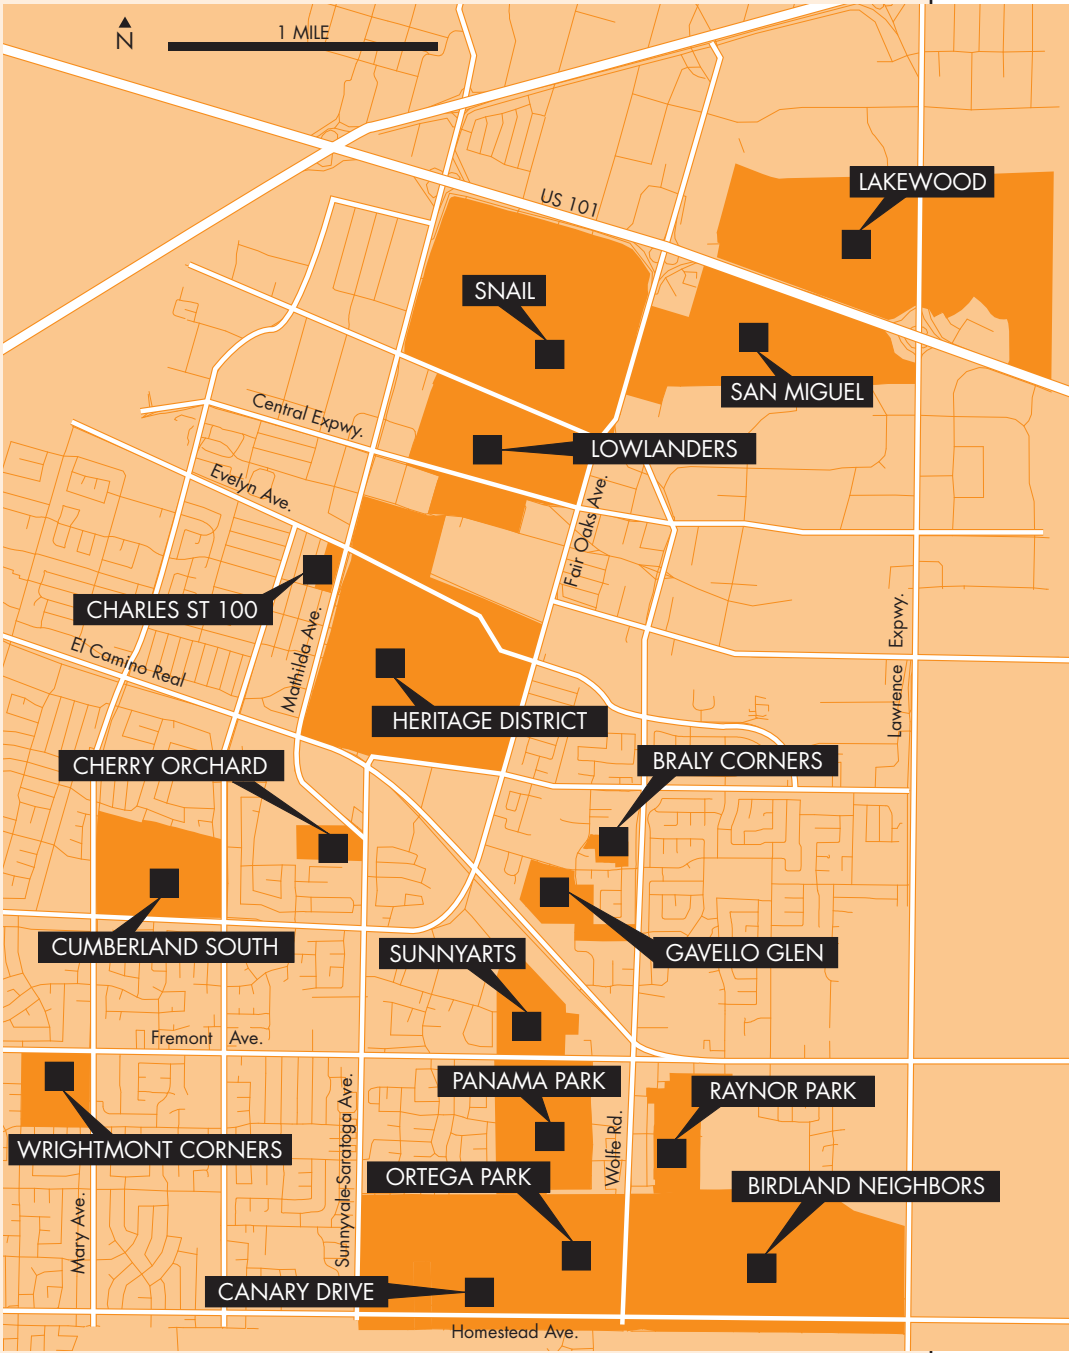 1 MILE
N
LAKEWOOD
US 101
SNAIL
SAN MIGUEL
Central Expwy.
LOWLANDERS
Evelyn Ave.
Fair Oaks Ave.
CHARLES ST 100
Mathilda Ave.
Lawrence Expwy.
El Camino Real
HERITAGE DISTRICT
CHERRY ORCHARD
BRALY CORNERS
CUMBERLAND SOUTH
SUNNYARTS
GAVELLO GLEN
Fremont Ave.
PANAMA PARK
RAYNOR PARK
WRIGHTMONT CORNERS
Sunnyvale-Saratoga Ave.
Wolfe Rd.
ORTEGA PARK
BIRDLAND NEIGHBORS
Mary Ave.
CANARY DRIVE
Homestead Ave.